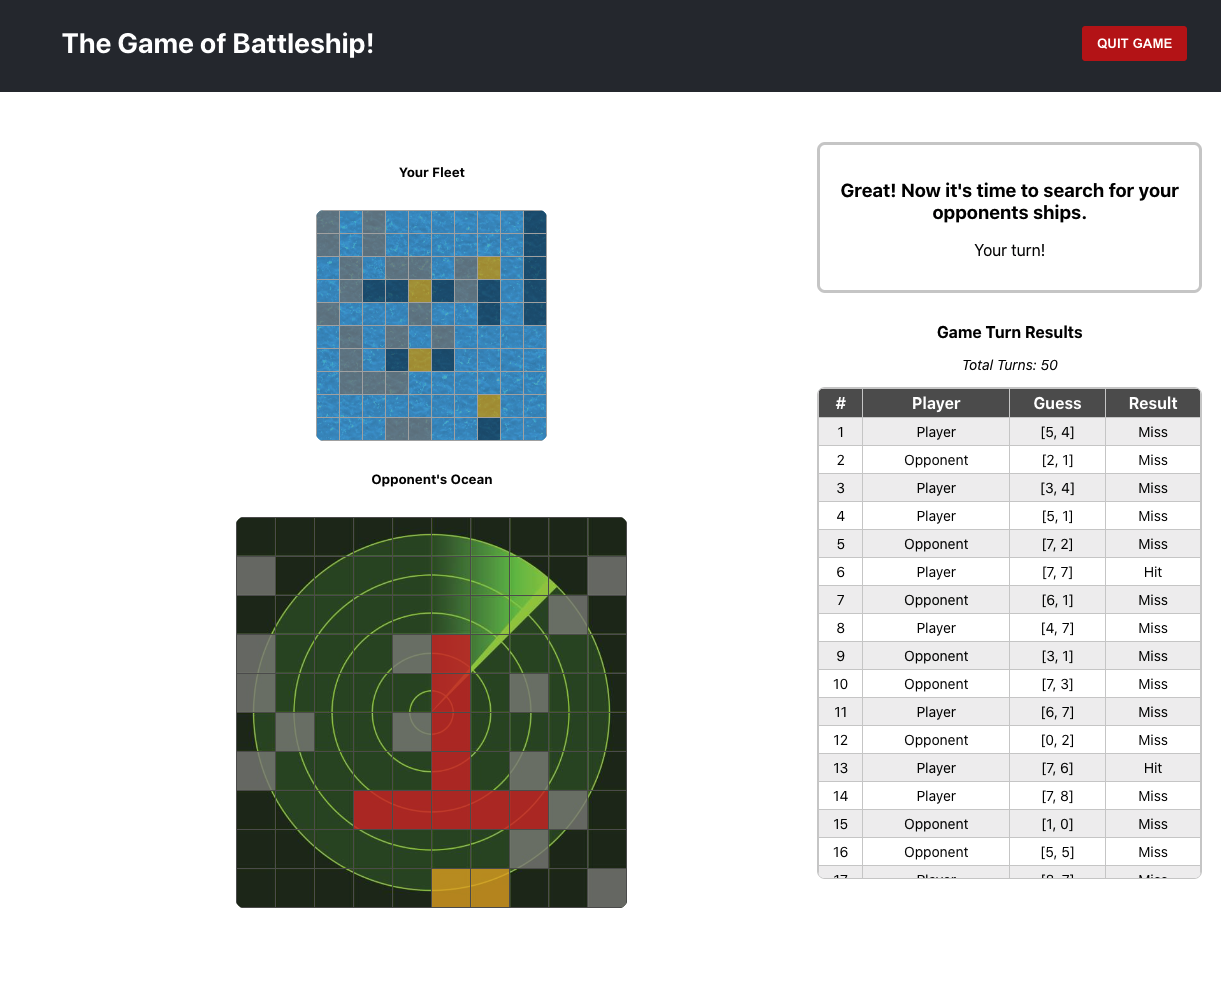 The Game of Battleship!
QUIT GAME
Your Fleet
Opponent's Ocean
Great! Now it's time to search for your
opponents ships.
Your turn!
Game Turn Results
Total Turns: 50
# Player Guess Result
1 Player [5, 4] Miss
2 Opponent [2, 1] Miss
3 Player [3, 4] Miss
4 Player [5, 1] Miss
5 Opponent [7, 2] Miss
6 Player [7, 7] Hit
7 Opponent [6, 1] Miss
8 Player [4, 7] Miss
9 Opponent [3, 1] Miss
10 Opponent [7, 3] Miss
11 Player [6, 7] Miss
12 Opponent [0, 2] Miss
13 Player [7, 6] Hit
14 Player [7, 8] Miss
15 Opponent [1, 0] Miss
16 Opponent [5, 5] Miss
17 Player Miss